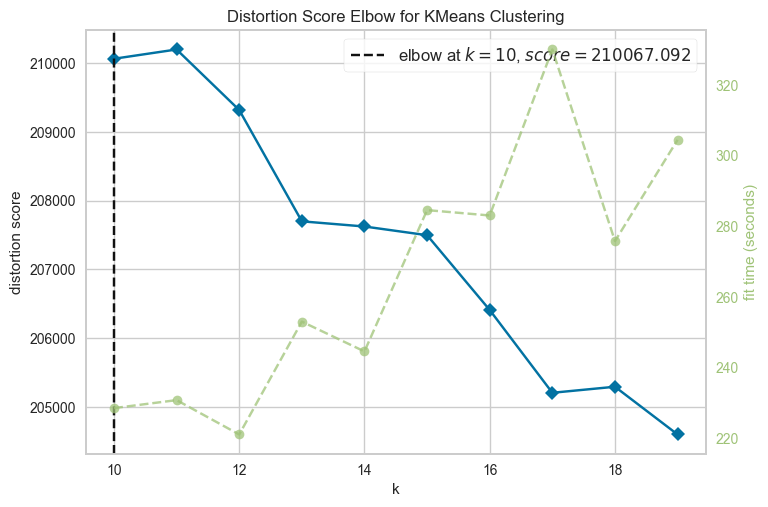 Distortion Score Elbow for KMeans Clustering
elbow at k = 10, score = 210067.092
210000
209000
208000
207000
206000
205000
distortion score
320
300
280
260
240
220
fit time (seconds)
10 12 14 16 18
k